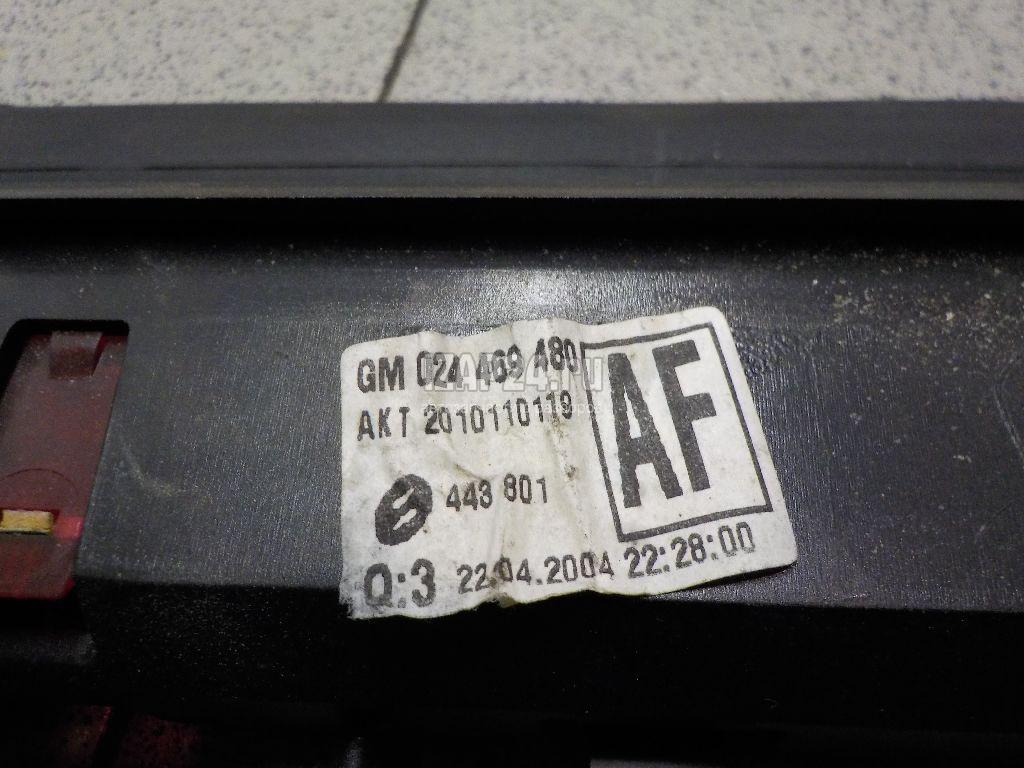 GM 024 469 480
AKT 2010110119
AF
443 801
Q:3 22.04.2004 22:28:00